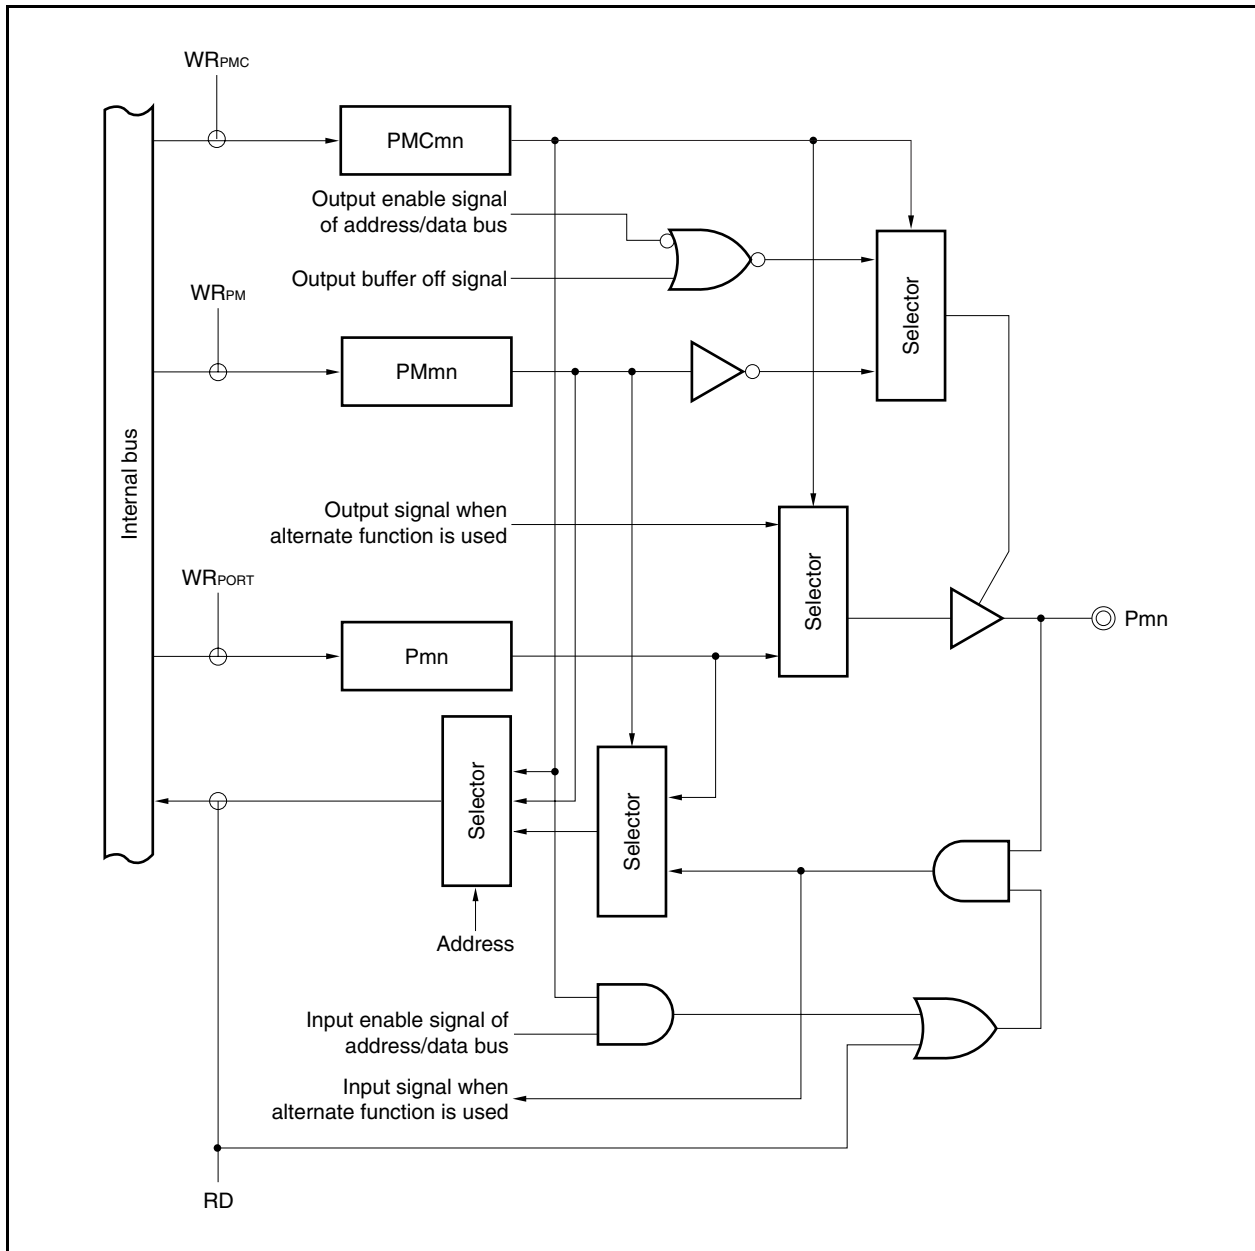 WRPMC
PMCmn
Output enable signal
of address/data bus
Output buffer off signal
Selector
WRPM
PMmn
Internal bus
Output signal when
alternate function is used
Selector
WRPORT
Pmn
Pmn
Selector
Selector
Address
Input enable signal of
address/data bus
Input signal when
alternate function is used
RD